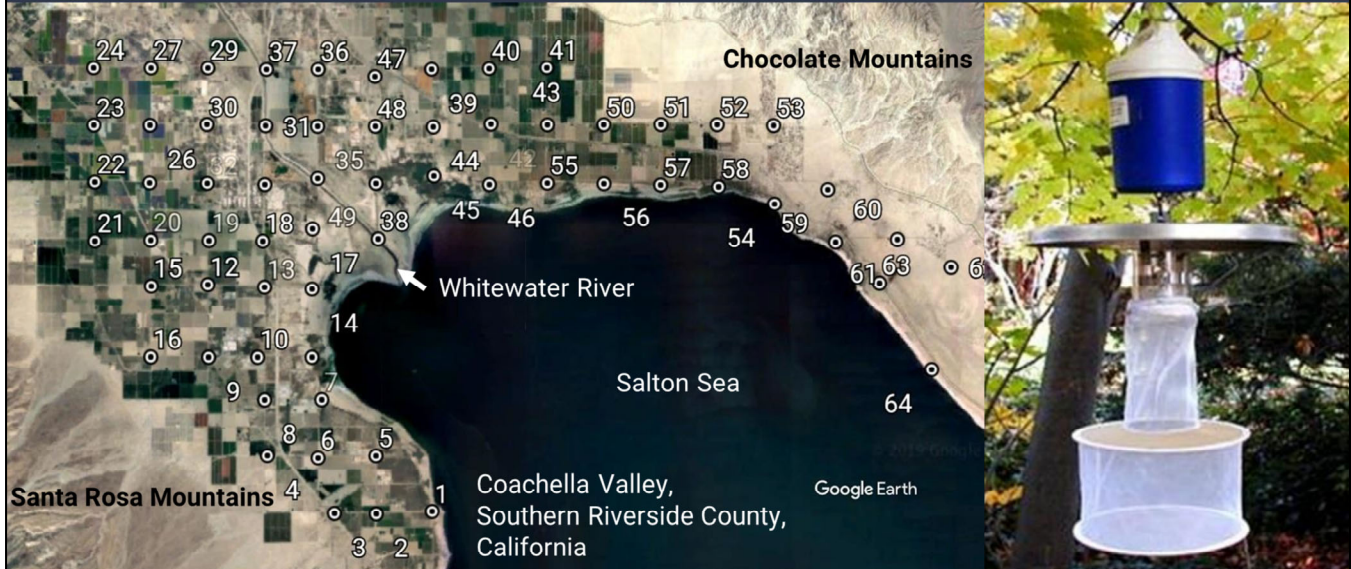 24 27 29 37 36 47 40 41
Chocolate Mountains
23 30 31 48 39 43 50 51 52 53
22 26 32 35 44 42 55 57 58
21 20 19 18 49 38 45 46 56 54 59 60
15 12 13 17 61 63
Whitewater River
16 10 14
Salton Sea
9 7 64
8 6 5
© 2019 Google
Santa Rosa Mountains 4 1
Coachella Valley,
Google Earth
Southern Riverside County,
3 2
California